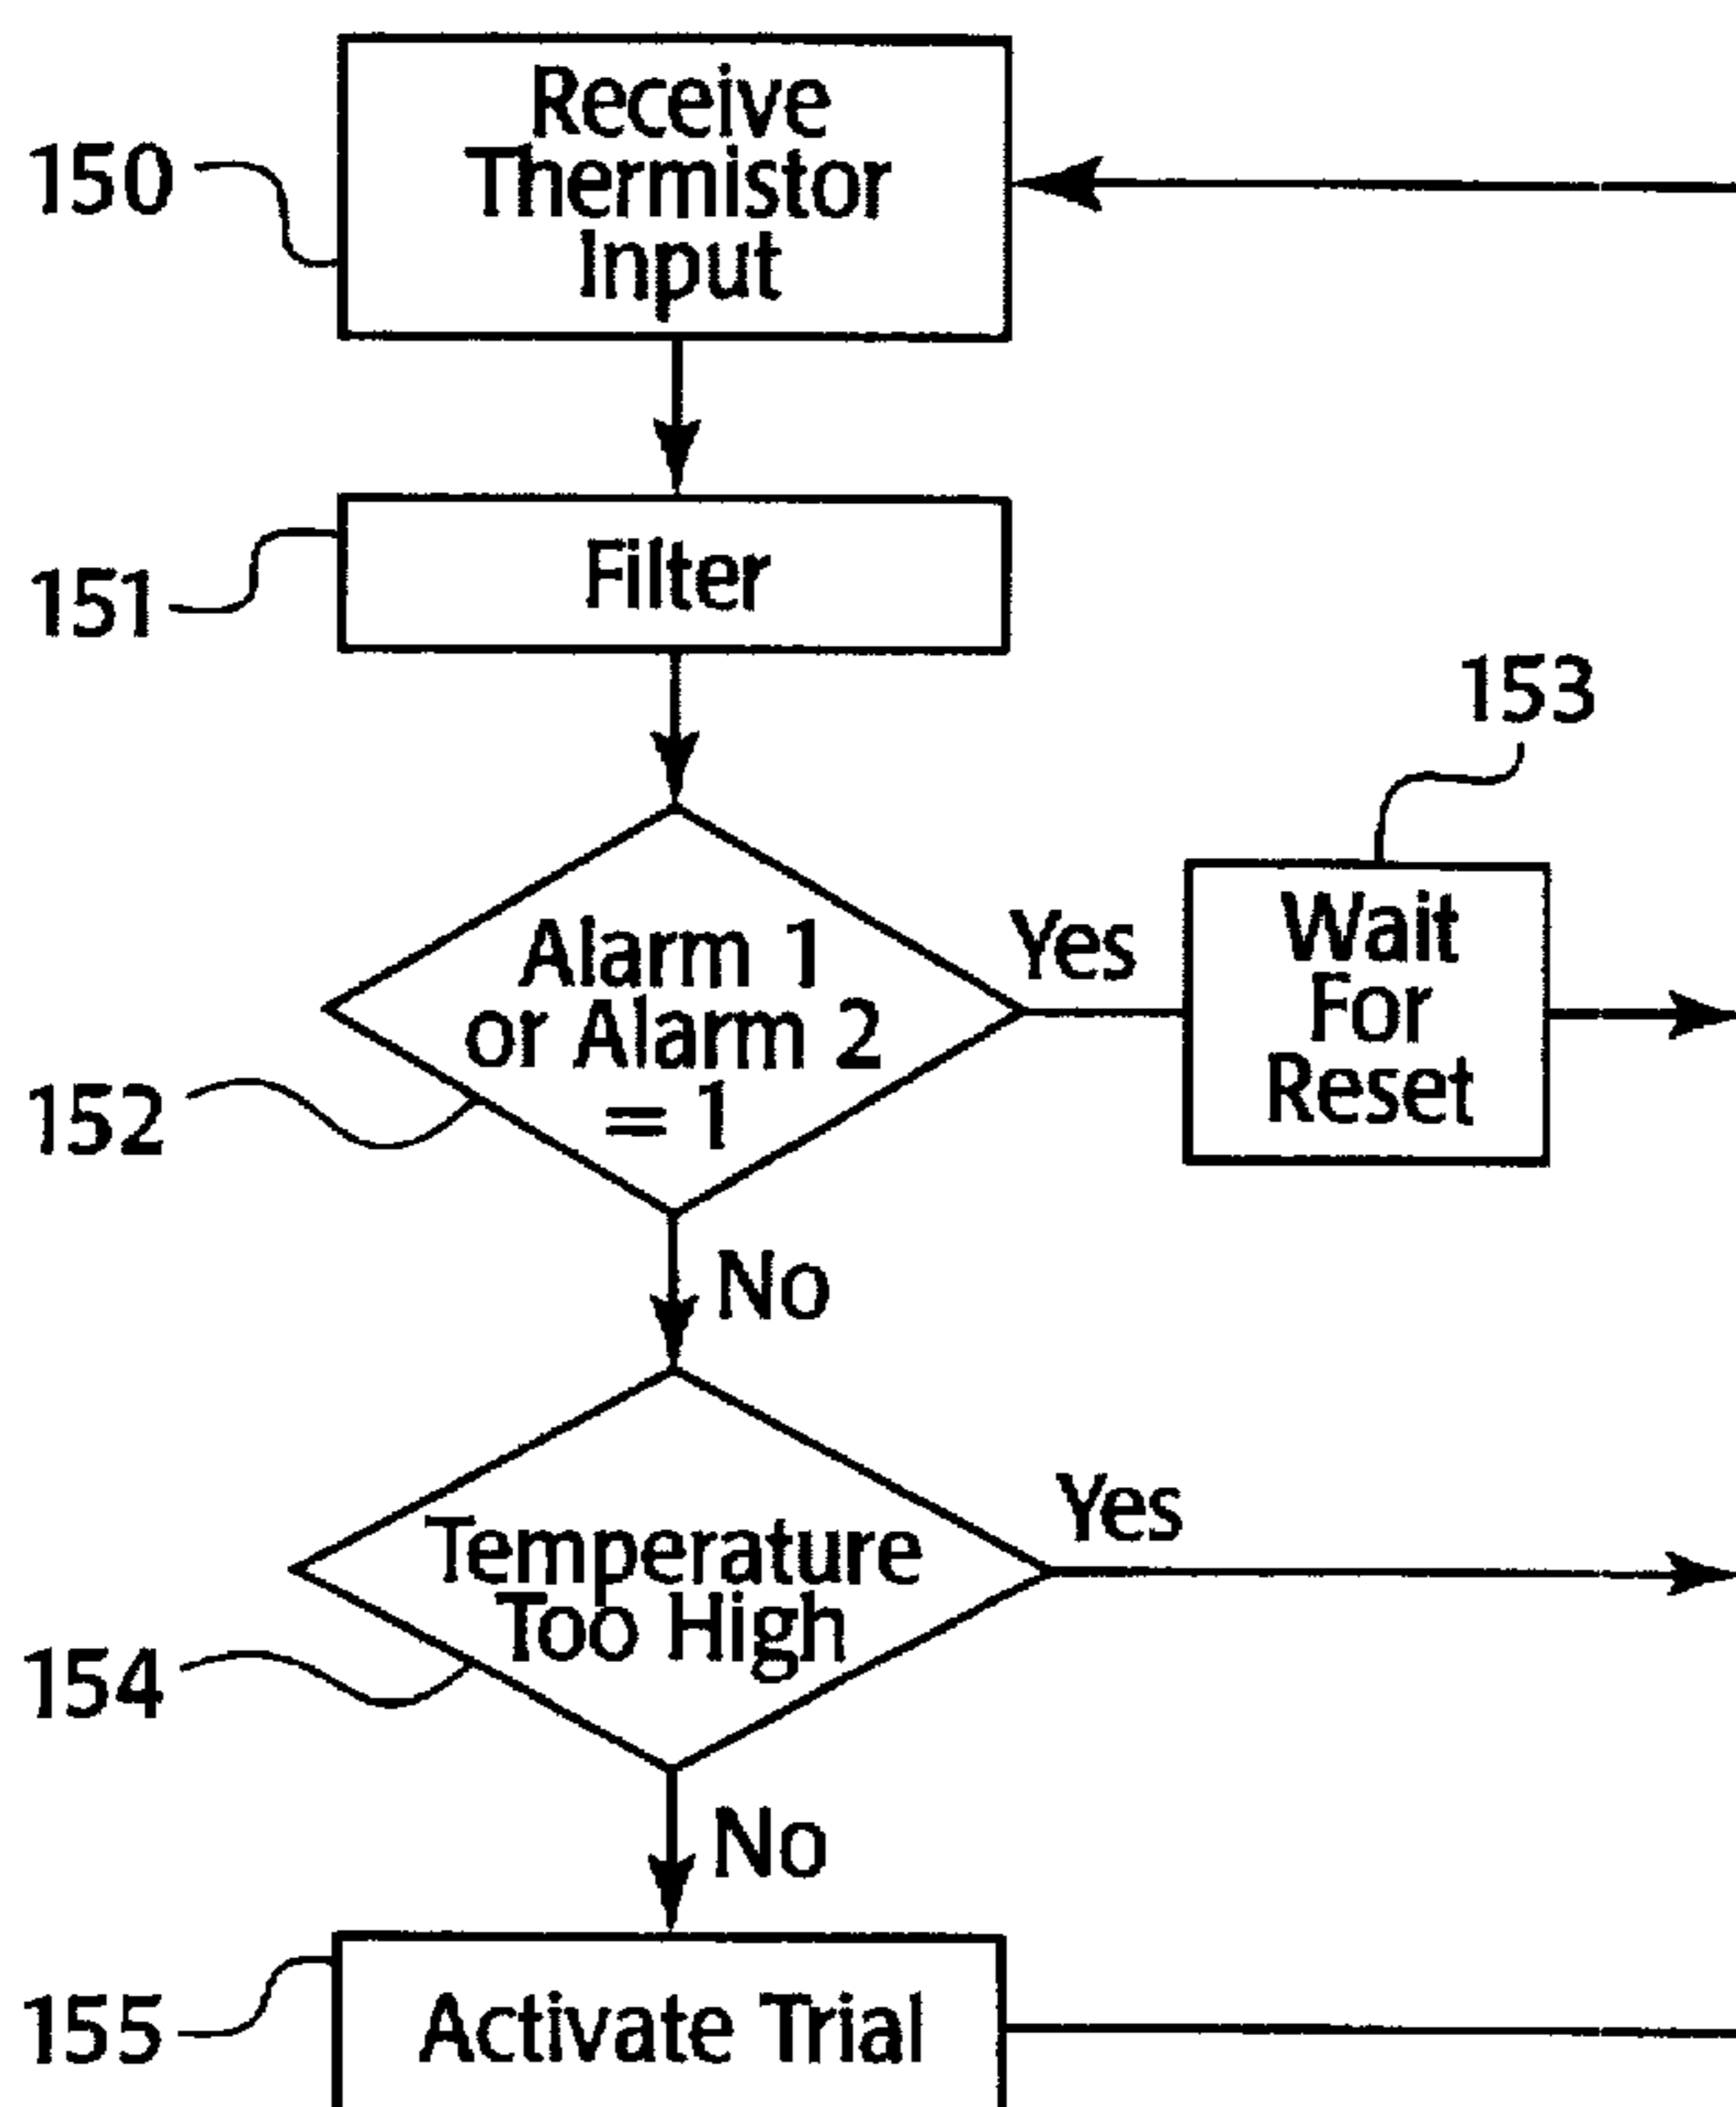 Receive
Thermistor
Input
150
Filter
151
153
Alarm 1
or Alarm 2
= 1
Yes
Wait
For
Reset
152
No
Temperature
Too High
Yes
154
No
Activate Trial
155